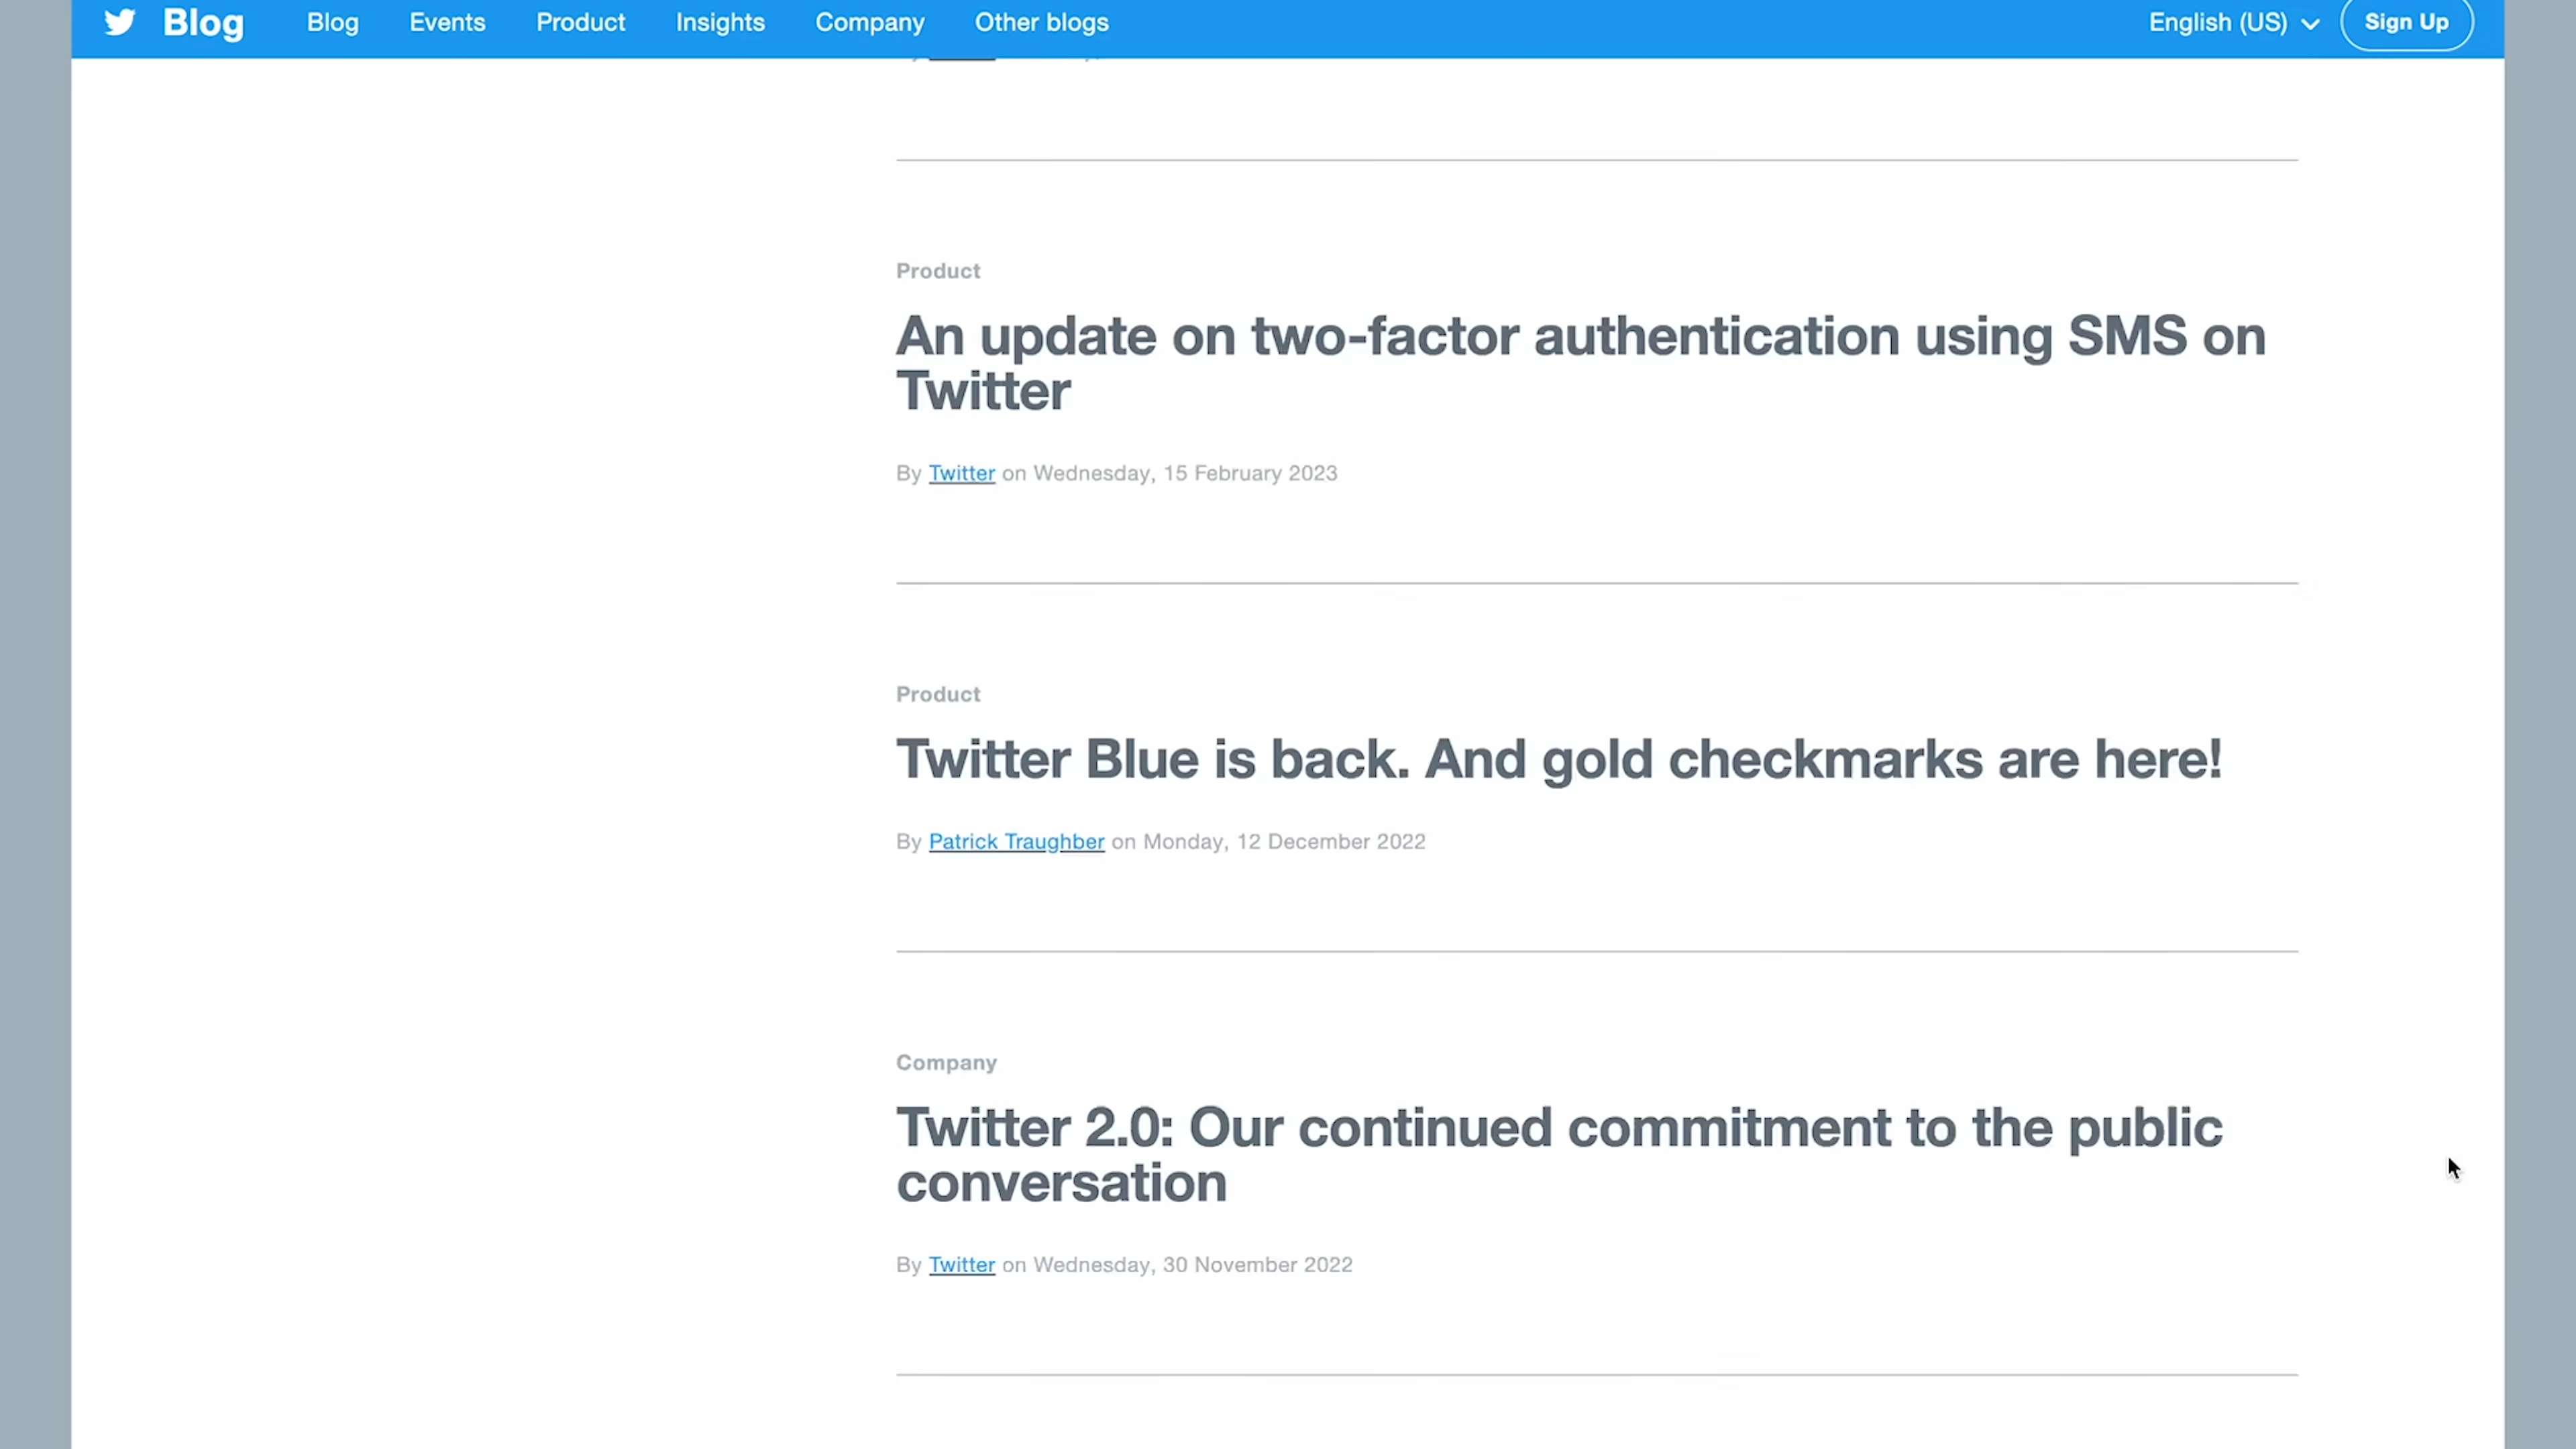 Blog Blog Events Product Insights Company Other blogs English (US) Sign Up
Product
An update on two-factor authentication using SMS on
Twitter
By Twitter on Wednesday, 15 February 2023
Product
Twitter Blue is back. And gold checkmarks are here!
By Patrick Traughber on Monday, 12 December 2022
Company
Twitter 2.0: Our continued commitment to the public
conversation
By Twitter on Wednesday, 30 November 2022